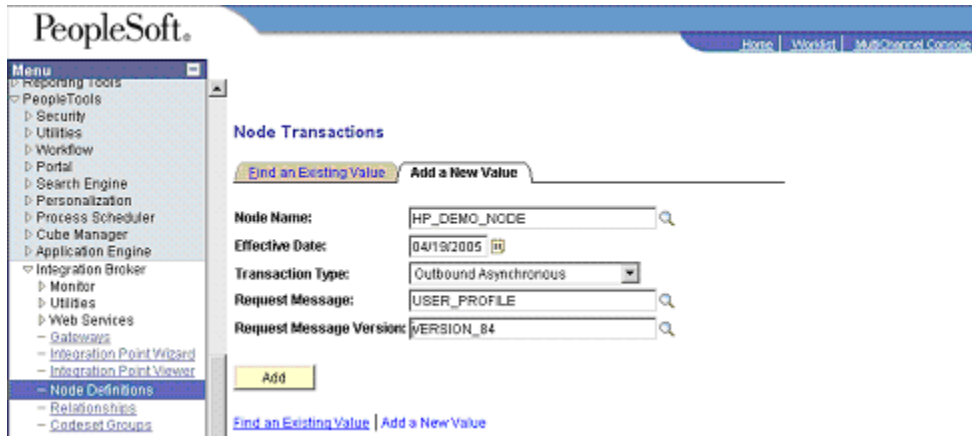 PeopleSoft.
Home | Worklist | MultiChannel Console
Menu
Reporting Tools
PeopleTools
Security
Utilities
Workflow
Portal
Search Engine
Personalization
Process Scheduler
Cube Manager
Application Engine
Integration Broker
Monitor
Utilities
Web Services
Gateways
Integration Point Wizard
Integration Point Viewer
Node Definitions
Relationships
Codeset Groups
Node Transactions
Find an Existing Value
Add a New Value
Node Name: HP_DEMO_NODE
Effective Date: 04/19/2005
Transaction Type: Outbound Asynchronous
Request Message: USER_PROFILE
Request Message Version: vERSION_84
Add
Find an Existing Value | Add a New Value